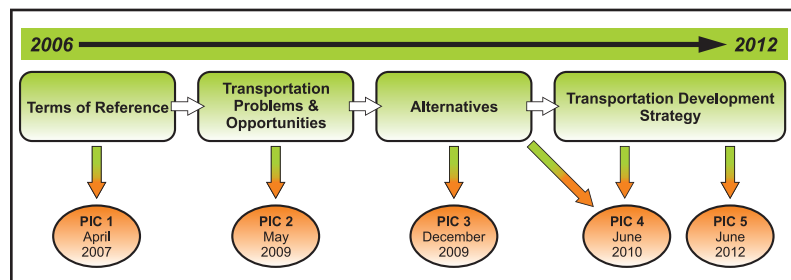 2006
2012
Terms of Reference
Transportation
Problems &
Opportunities
Alternatives
Transportation Development
Strategy
PIC 1
April
2007
PIC 2
May
2009
PIC 3
December
2009
PIC 4
June
2010
PIC 5
June
2012